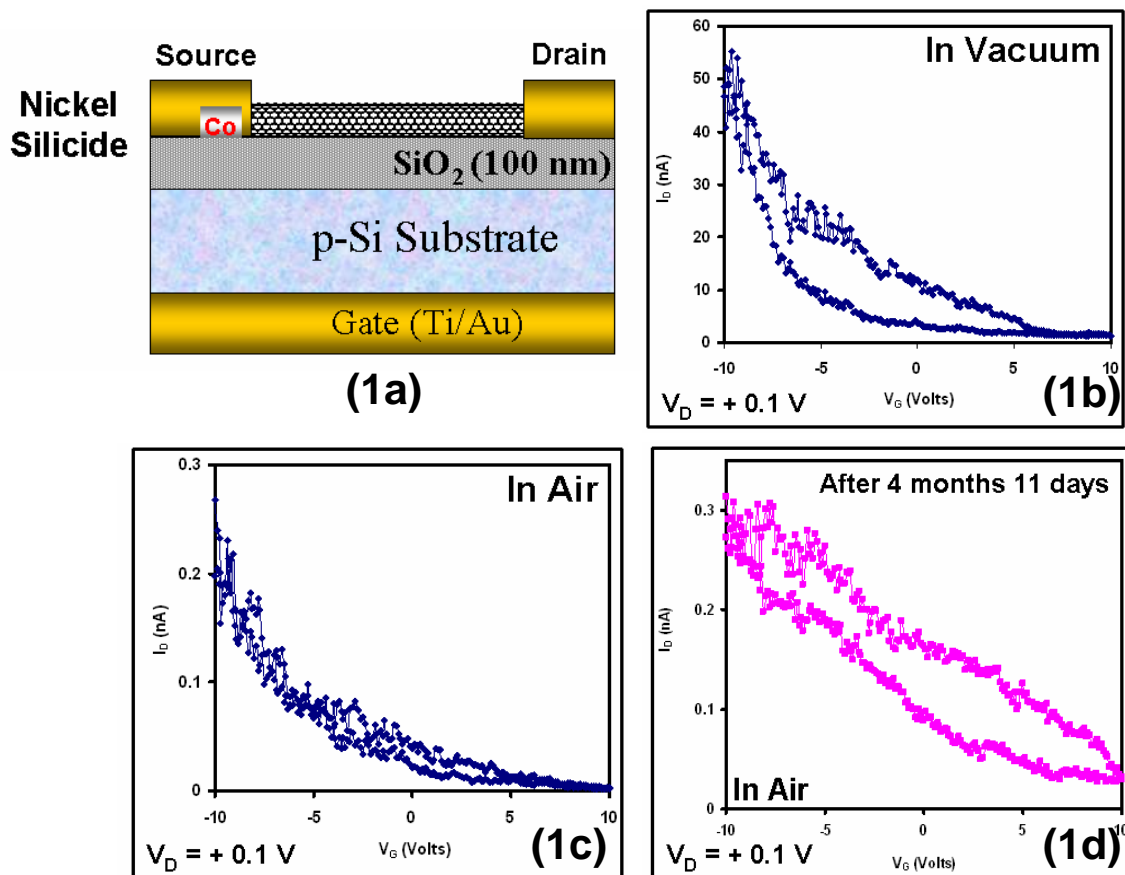 Source
Drain
Nickel
Silicide
Co
SiO2 (100 nm)
p-Si Substrate
Gate (Ti/Au)
(1a)
In Vacuum
60
50
40
30
20
10
0
ID (nA)
-10 -5 0 5 10
VG (Volts)
VD = + 0.1 V
(1b)
In Air
0.3
0.2
0.1
0
ID (nA)
-10 -5 0 5 10
VG (Volts)
VD = + 0.1 V
(1c)
After 4 months 11 days
0.3
0.2
0.1
0
ID (nA)
In Air
-10 -5 0 5 10
VG (Volts)
VD = + 0.1 V
(1d)